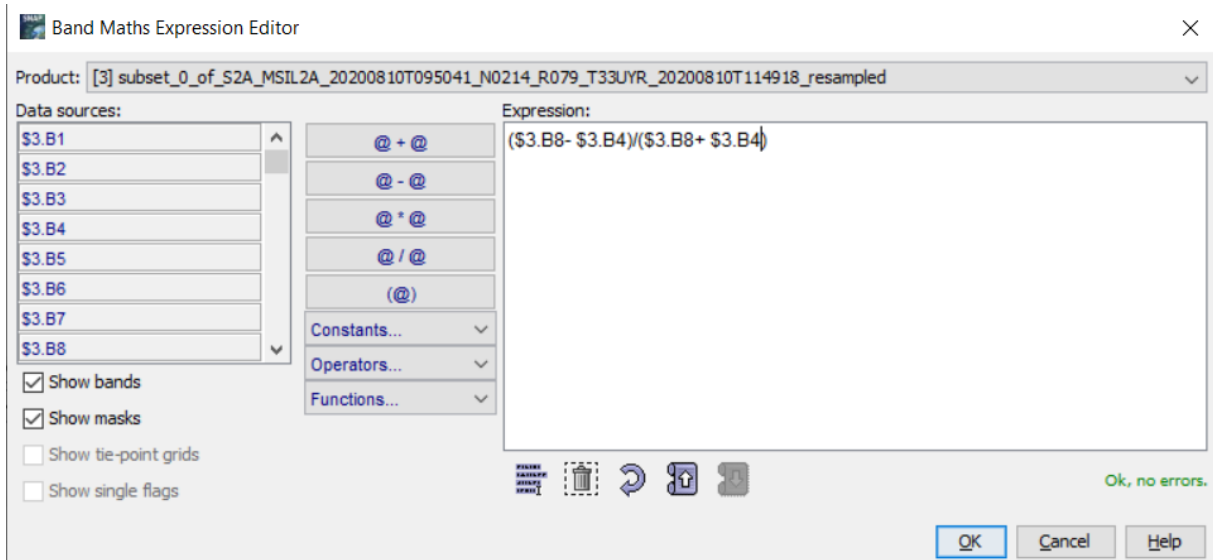 Band Maths Expression Editor
Product: [3] subset_0_of_S2A_MSIL2A_20200810T095041_N0214_R079_T33UYR_20200810T114918_resampled
Data sources:
Expression:
$3.B1
$3.B2
$3.B3
$3.B4
$3.B5
$3.B6
$3.B7
$3.B8
@ + @
@ - @
@ * @
@ / @
(@)
Constants...
Operators...
Functions...
($3.B8- $3.B4)/($3.B8+ $3.B4)
Show bands
Show masks
Show tie-point grids
Show single flags
Ok, no errors.
OK
Cancel
Help